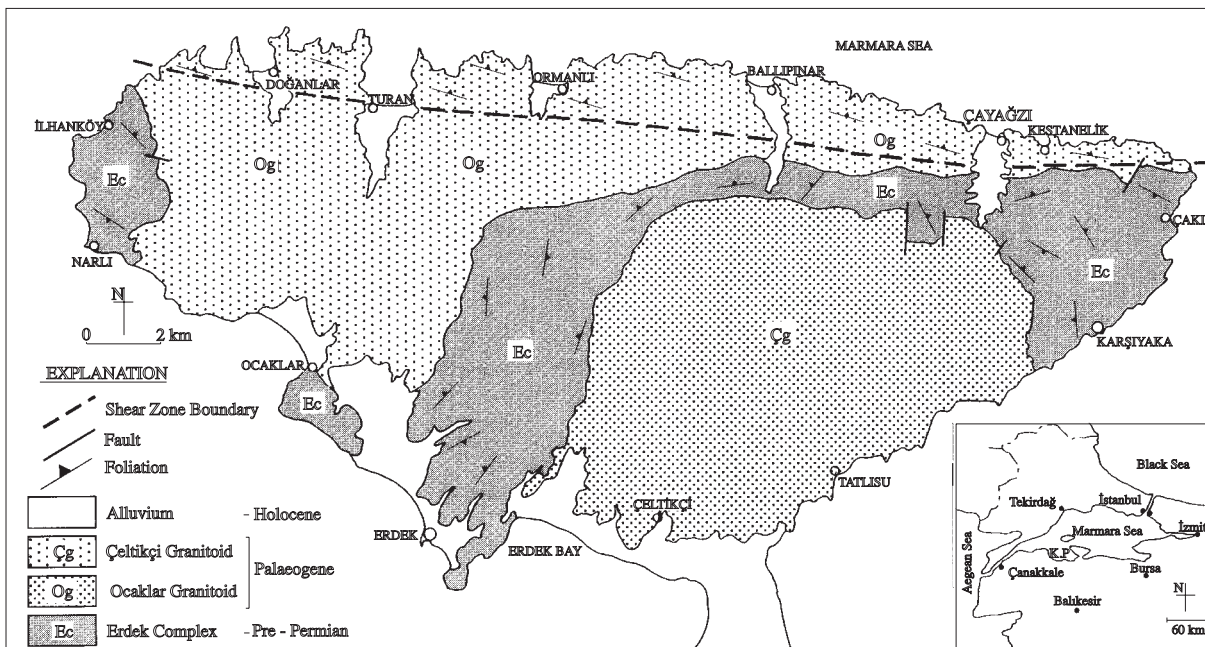 MARMARA SEA
DOĞANLAR
TURAN
ORMANLI
BALLIPINAR
ÇAYAĞZI
KESTANELİK
İLHANKÖY
Og
Og
Og
Ec
Ec
Ec
ÇAKIL
NARLI
N
0 2 km
Ec
Çg
KARŞIYAKA
OCAKLAR
Ec
TATLISU
ÇELTİKÇİ
ERDEK
ERDEK BAY
EXPLANATION
Shear Zone Boundary
Fault
Foliation
Alluvium - Holocene
Çg Çeltikçi Granitoid
Palaeogene
Og Ocaklar Granitoid
Ec Erdek Complex - Pre - Permian
Black Sea
Tekirdağ
İstanbul
Marmara Sea
İzmit
K.P
Aegean Sea
Çanakkale
Bursa
Balıkesir
N
60 km